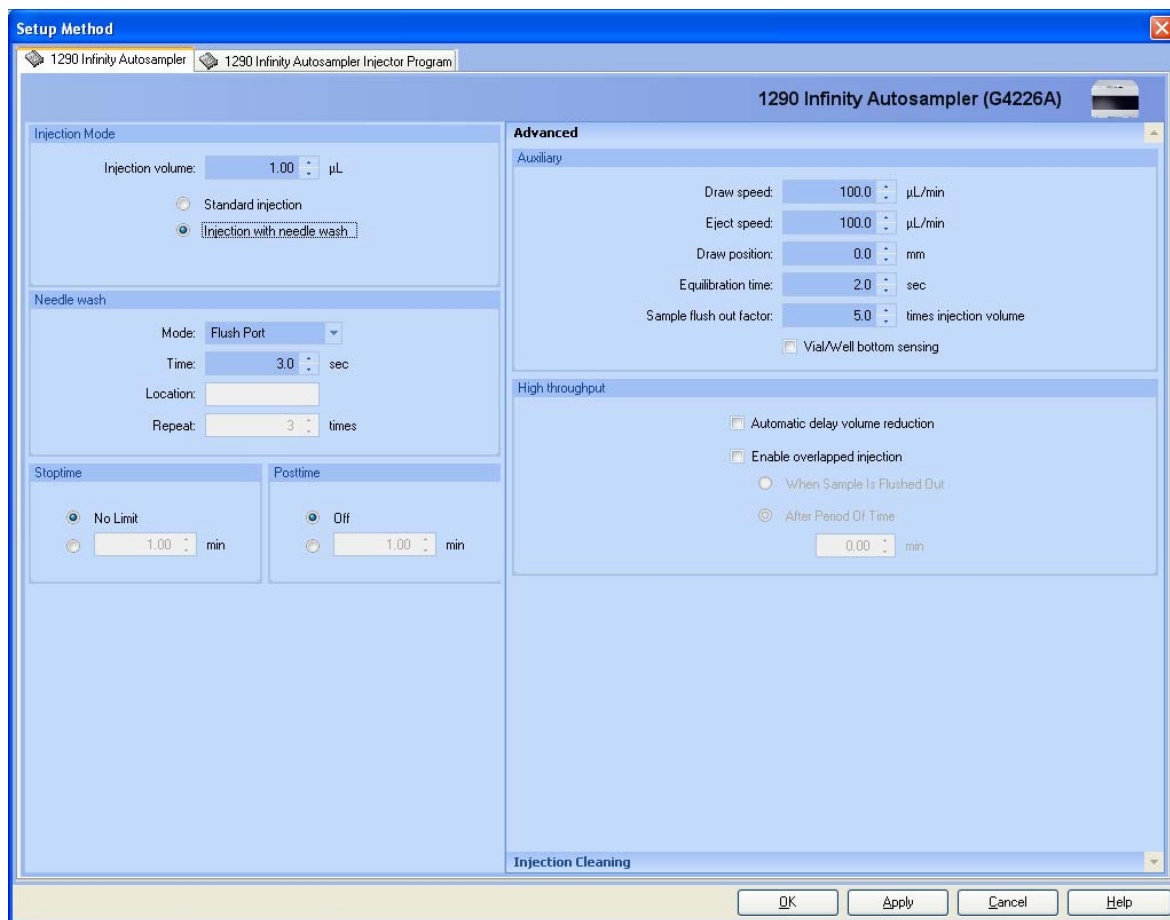 Setup Method
1290 Infinity Autosampler
1290 Infinity Autosampler Injector Program
1290 Infinity Autosampler (G4226A)
Injection Mode
Injection volume: 1.00 µL
Standard injection
Injection with needle wash
Needle wash
Mode: Flush Port
Time: 3.0 sec
Location:
Repeat: 3 times
Stoptime
No Limit
1.00 min
Posttime
Off
1.00 min
Advanced
Auxiliary
Draw speed: 100.0 µL/min
Eject speed: 100.0 µL/min
Draw position: 0.0 mm
Equilibration time: 2.0 sec
Sample flush out factor: 5.0 times injection volume
Vial/Well bottom sensing
High throughput
Automatic delay volume reduction
Enable overlapped injection
When Sample Is Flushed Out
After Period Of Time
0.00 min
Injection Cleaning
OK
Apply
Cancel
Help